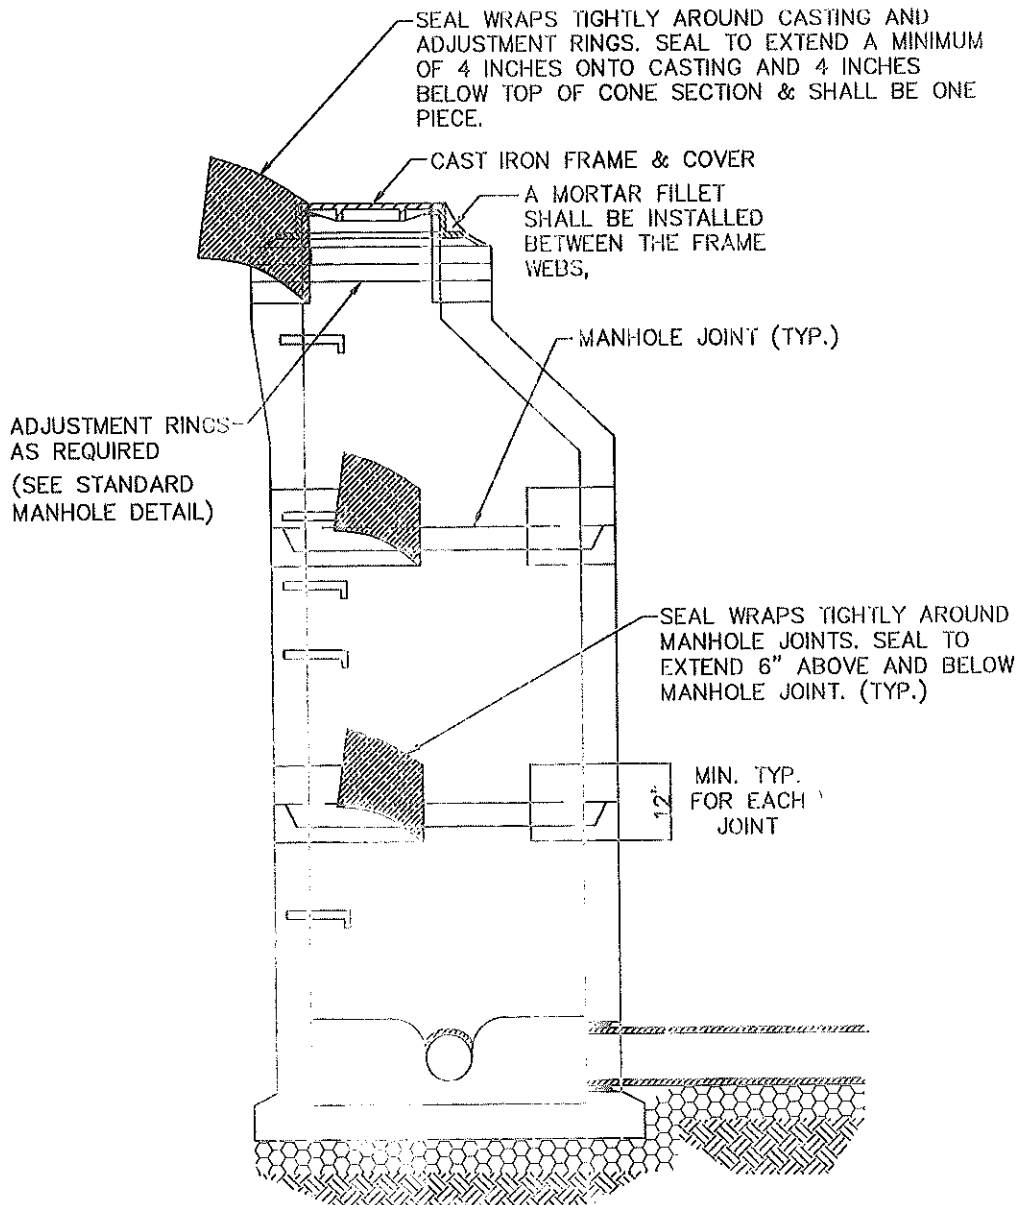 SEAL WRAPS TIGHTLY AROUND CASTING AND
ADJUSTMENT RINGS. SEAL TO EXTEND A MINIMUM
OF 4 INCHES ONTO CASTING AND 4 INCHES
BELOW TOP OF CONE SECTION & SHALL BE ONE
PIECE.
CAST IRON FRAME & COVER
A MORTAR FILLET
SHALL BE INSTALLED
BETWEEN THE FRAME
WEBS,
MANHOLE JOINT (TYP.)
ADJUSTMENT RINGS
AS REQUIRED
(SEE STANDARD
MANHOLE DETAIL)
SEAL WRAPS TIGHTLY AROUND
MANHOLE JOINTS. SEAL TO
EXTEND 6" ABOVE AND BELOW
MANHOLE JOINT. (TYP.)
12"
MIN. TYP.
FOR EACH
JOINT